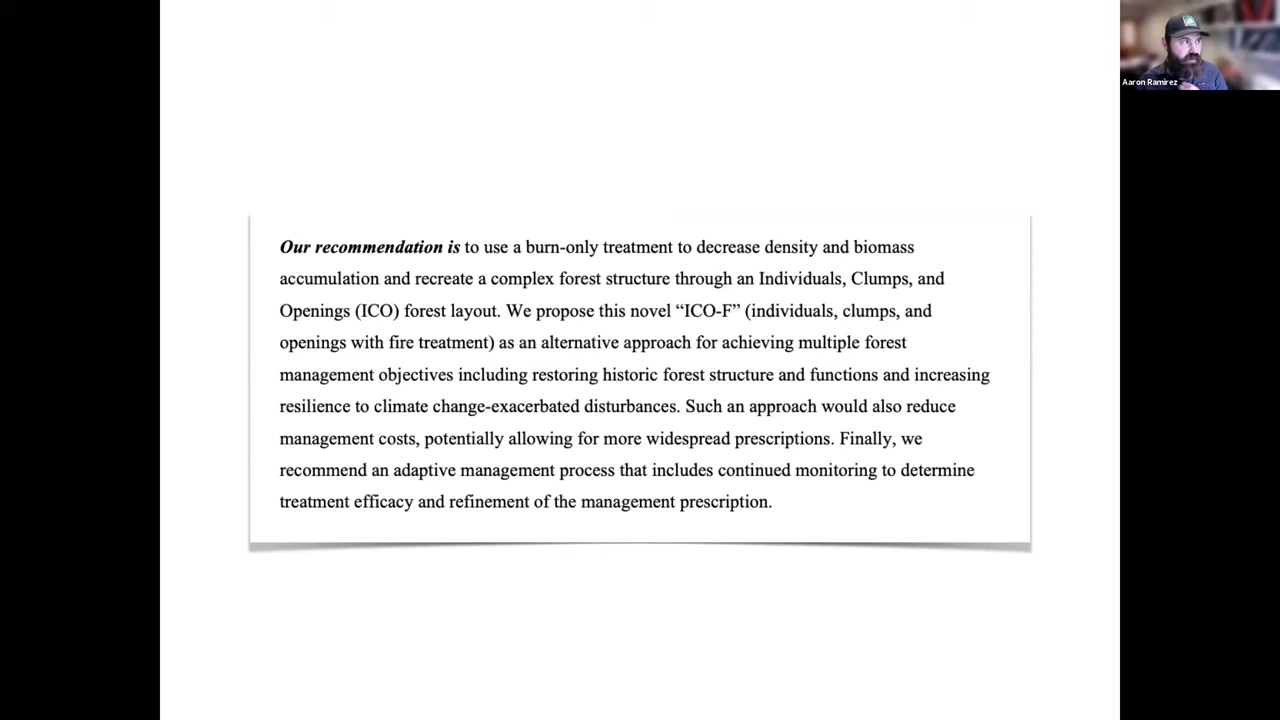 Aaron Ramirez
Our recommendation is to use a burn-only treatment to decrease density and biomass
accumulation and recreate a complex forest structure through an Individuals, Clumps, and
Openings (ICO) forest layout. We propose this novel “ICO-F” (individuals, clumps, and
openings with fire treatment) as an alternative approach for achieving multiple forest
management objectives including restoring historic forest structure and functions and increasing
resilience to climate change-exacerbated disturbances. Such an approach would also reduce
management costs, potentially allowing for more widespread prescriptions. Finally, we
recommend an adaptive management process that includes continued monitoring to determine
treatment efficacy and refinement of the management prescription.